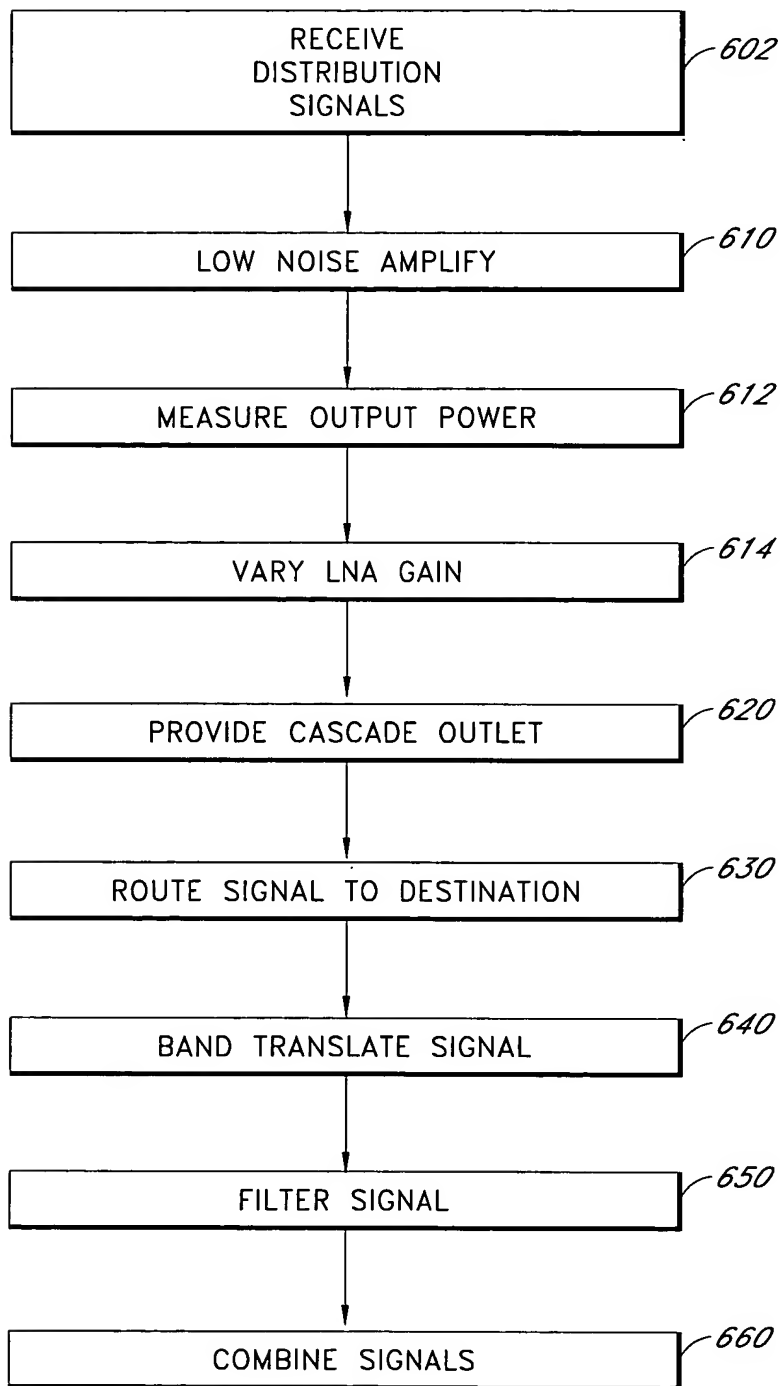 RECEIVE
DISTRIBUTION
SIGNALS
602
LOW NOISE AMPLIFY
610
MEASURE OUTPUT POWER
612
VARY LNA GAIN
614
PROVIDE CASCADE OUTLET
620
ROUTE SIGNAL TO DESTINATION
630
BAND TRANSLATE SIGNAL
640
FILTER SIGNAL
650
COMBINE SIGNALS
660